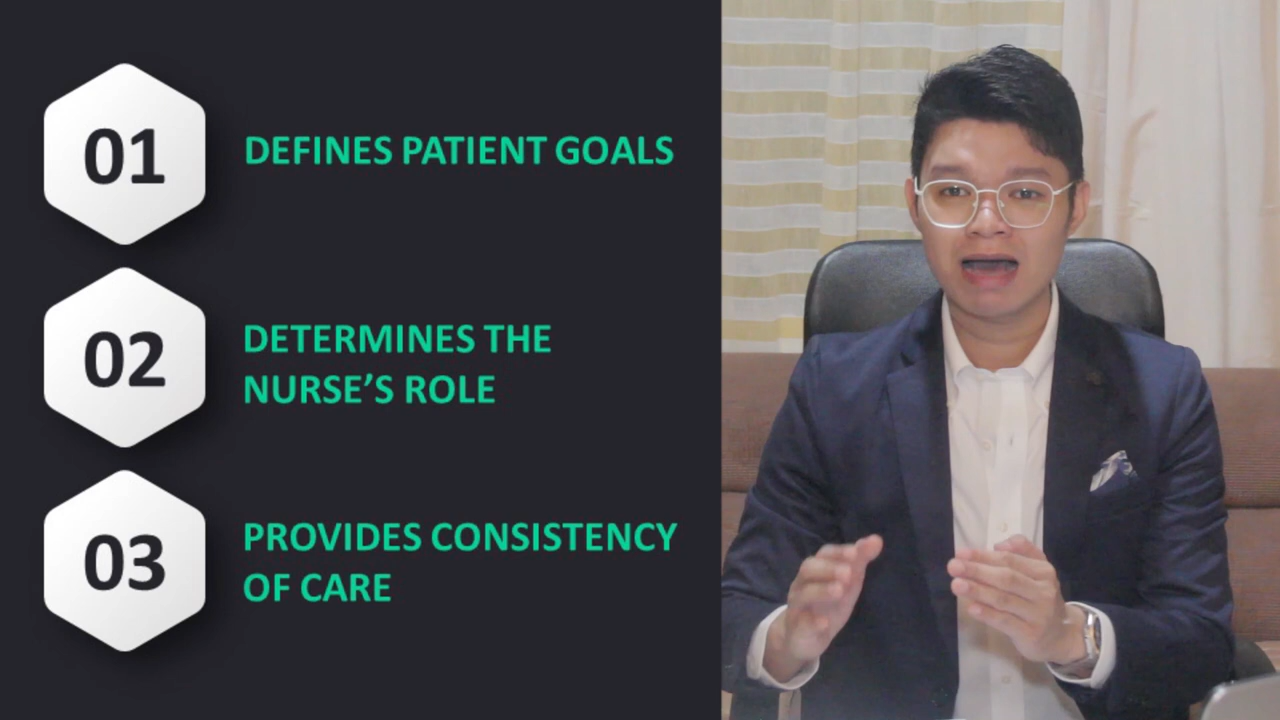 01
DEFINES PATIENT GOALS
02
DETERMINES THE
NURSE’S ROLE
03
PROVIDES CONSISTENCY
OF CARE